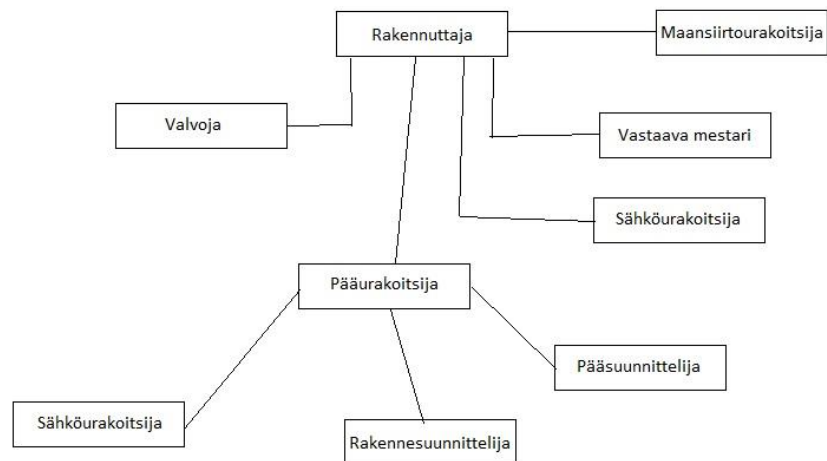 Rakennuttaja
Maansiirtourakoitsija
Valvoja
Vastaava mestari
Sähköurakoitsija
Pääurakoitsija
Pääsuunnittelija
Sähköurakoitsija
Rakennesuunnittelija